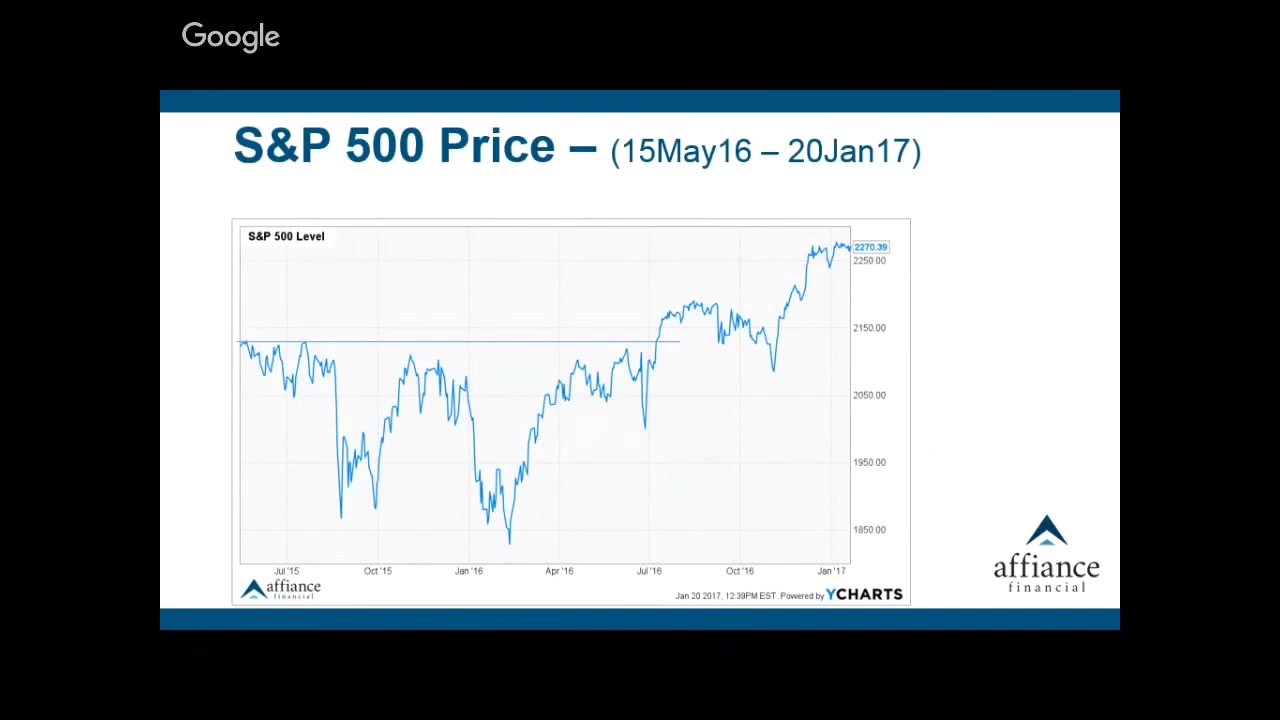 Google
S&P 500 Price – (15May16 – 20Jan17)
S&P 500 Level
2270.39
2250.00
2150.00
2050.00
1950.00
1850.00
Jul '15 Oct '15 Jan '16 Apr '16 Jul '16 Oct '16 Jan '17
affiance
financial
Jan 20 2017, 12:39PM EST. Powered by YCHARTS
affiance
financial